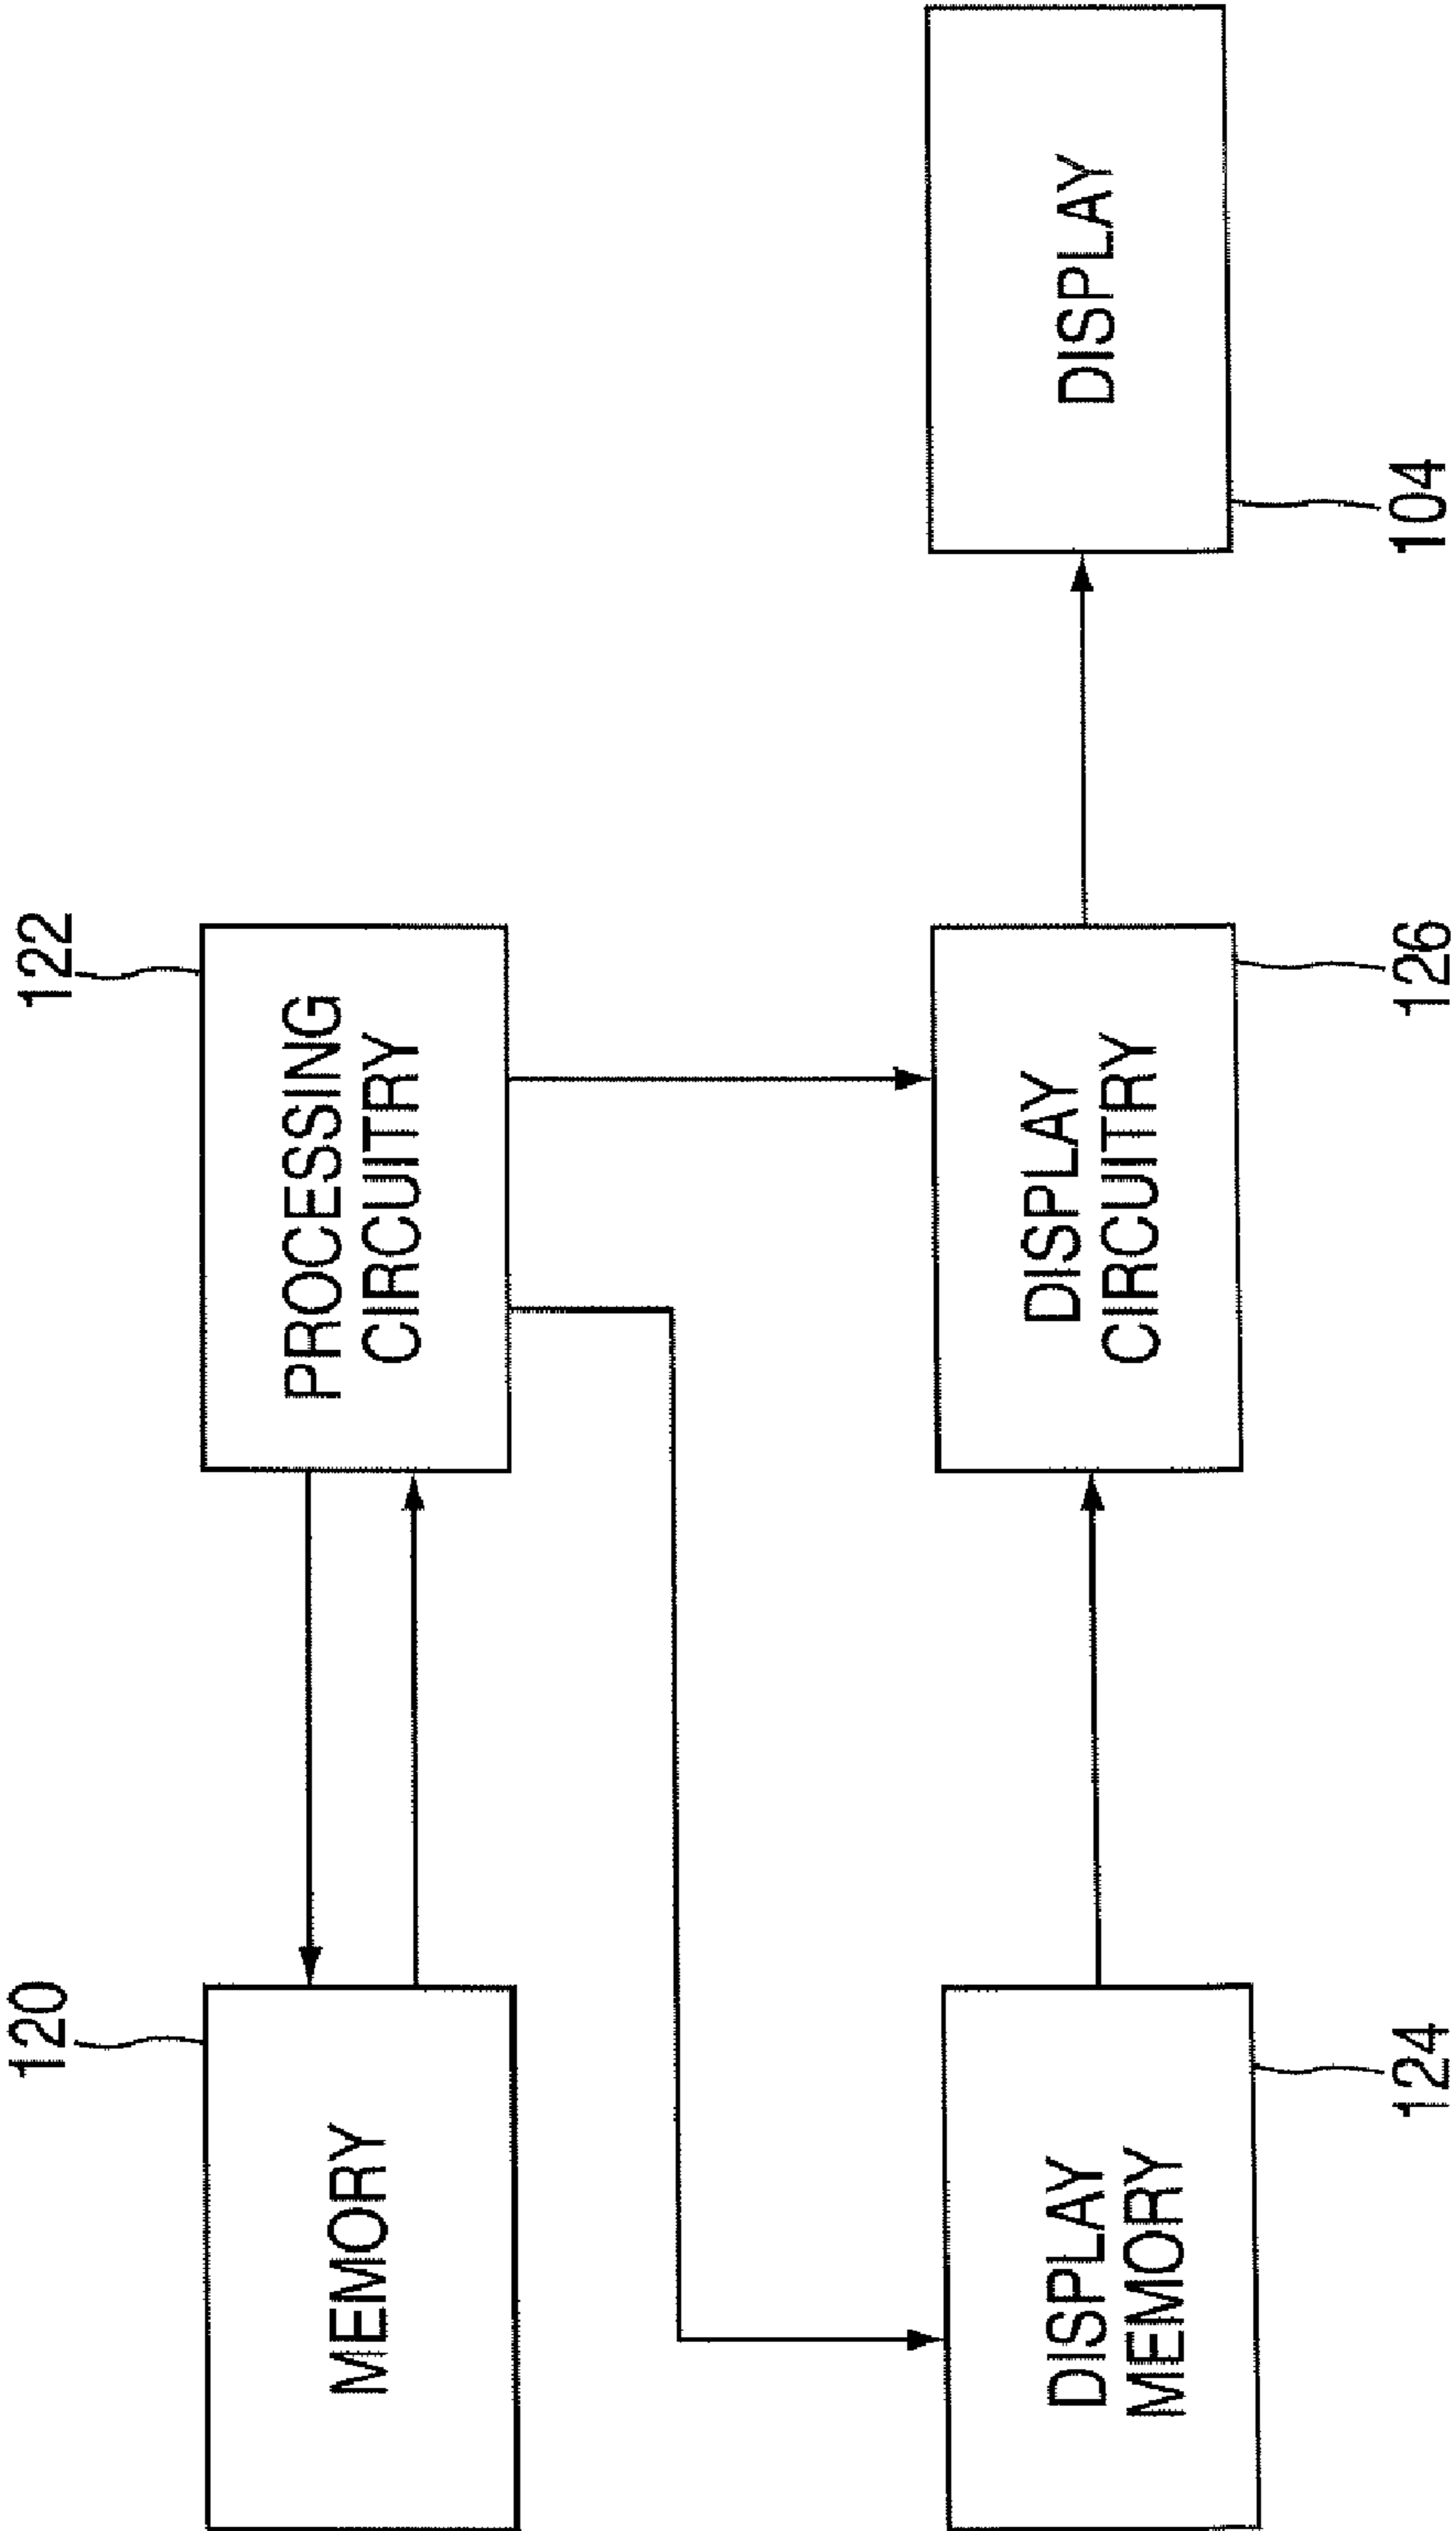 120
MEMORY
122
PROCESSING
CIRCUITRY
DISPLAY
MEMORY
124
DISPLAY
CIRCUITRY
126
DISPLAY
104